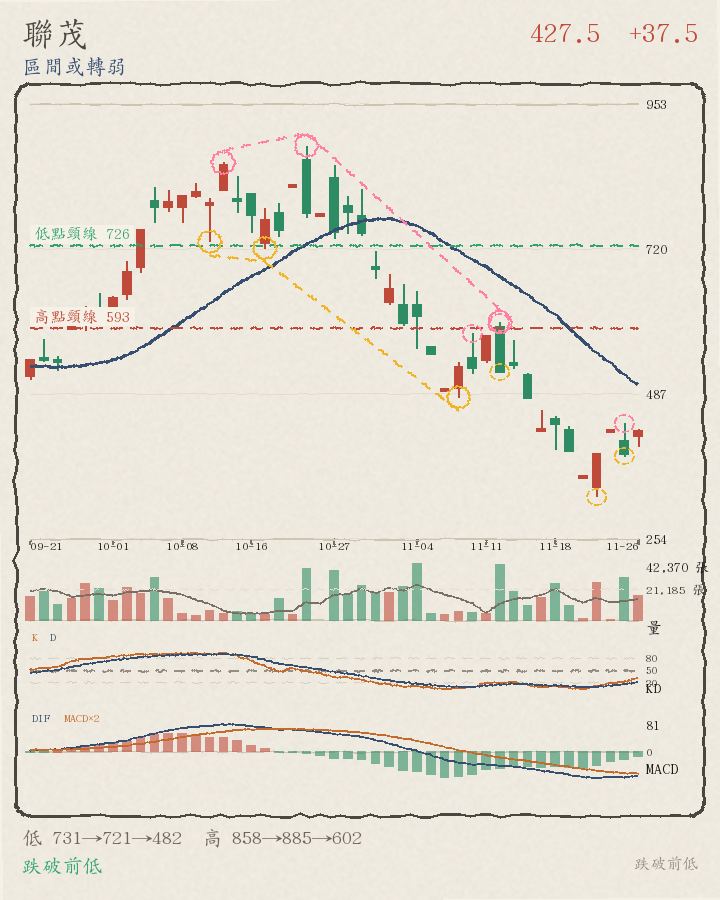 聯茂 427.5 +37.5
區間或轉弱
953
低點頸線 726
720
高點頸線 593
487
254
09-21 10-01 10-08 10-16 10-27 11-04 11-11 11-18 11-26
42,370 張
21,185 張
量
K D
80
50
20
KD
DIF MACD×2
81
0
MACD
低 731→721→482 高 858→885→602
跌破前低 跌破前低